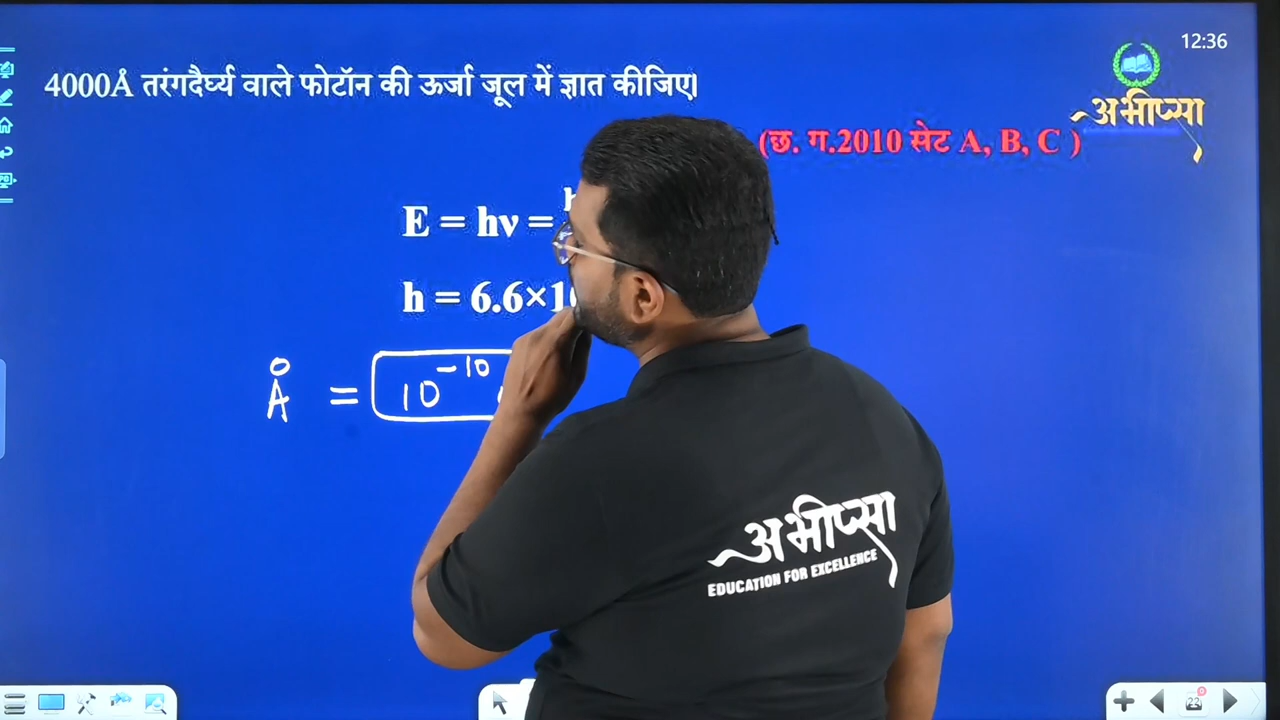 12:36
4000Å तरंगदैर्घ्य वाले फोटॉन की ऊर्जा जूल में ज्ञात कीजिए।
अभीप्सा
(छ. ग.2010 सेट A, B, C )
E = hν =
h = 6.6×1
Å = 10⁻¹⁰
अभीप्सा
EDUCATION FOR EXCELLENCE